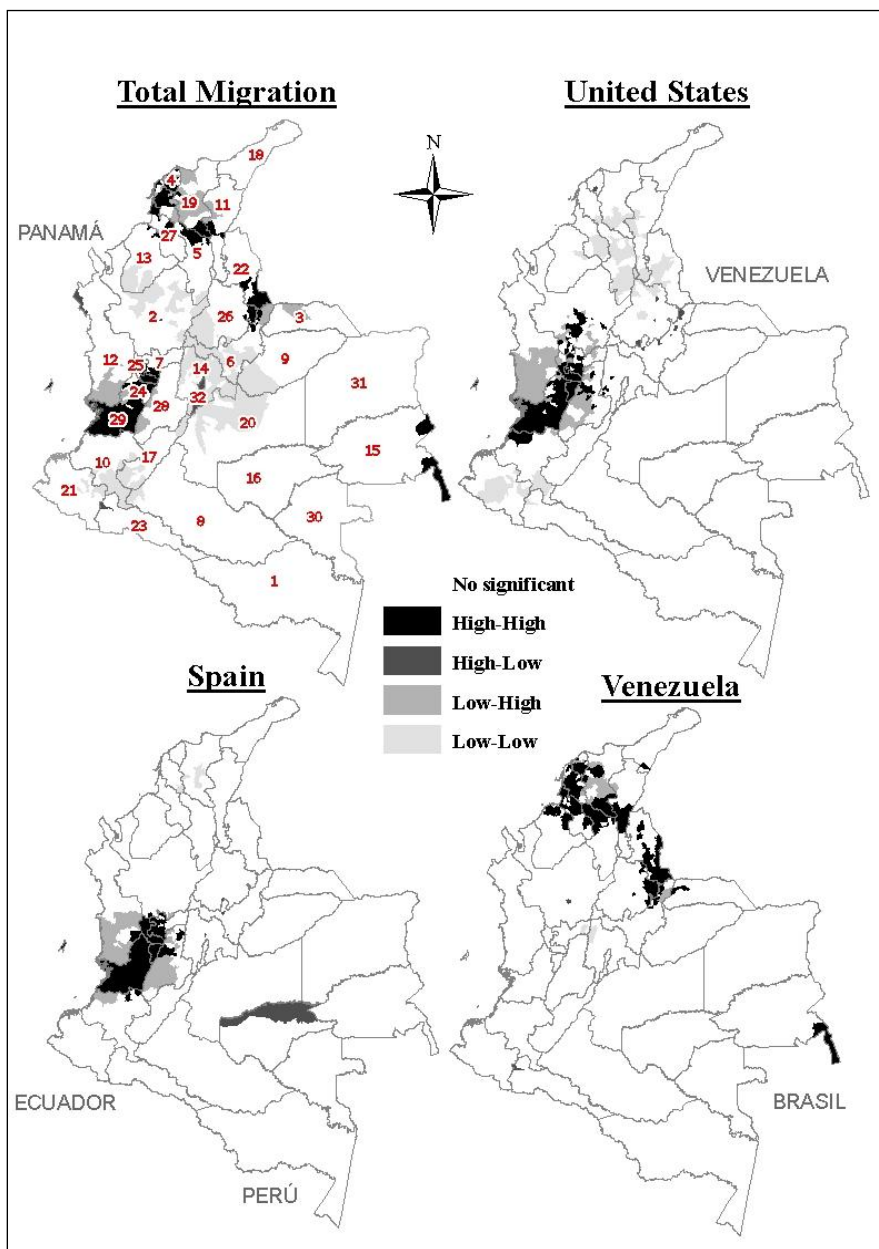 Total Migration
United States
N
18
4
19
11
PANAMÁ
27
5
13
22
VENEZUELA
2
26
3
12
25
7
14
6
9
24
32
31
29
28
20
10
17
15
21
16
23
8
30
1
No significant
High-High
High-Low
Low-High
Low-Low
Spain
Venezuela
ECUADOR
BRASIL
PERÚ